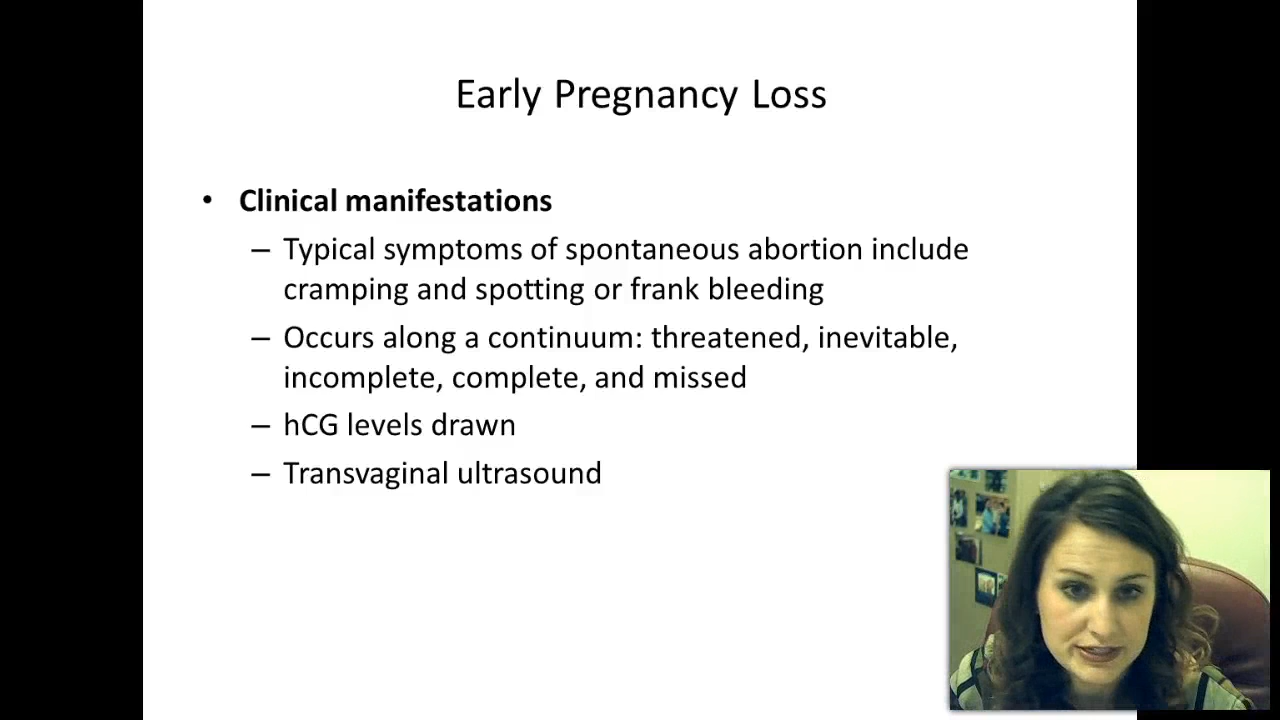 Early Pregnancy Loss
• Clinical manifestations
– Typical symptoms of spontaneous abortion include
cramping and spotting or frank bleeding
– Occurs along a continuum: threatened, inevitable,
incomplete, complete, and missed
– hCG levels drawn
– Transvaginal ultrasound